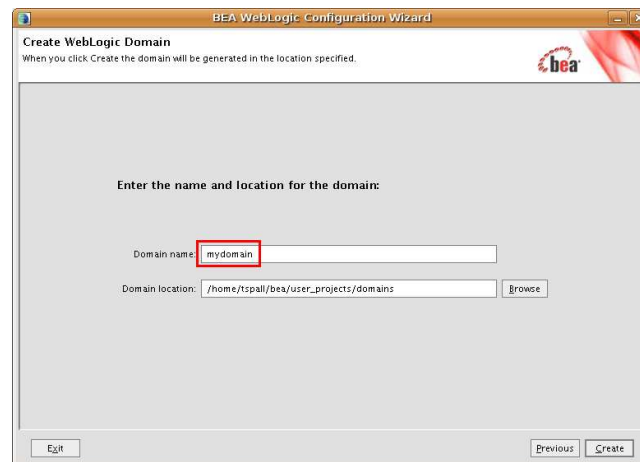 BEA WebLogic Configuration Wizard
Create WebLogic Domain
When you click Create the domain will be generated in the location specified.
bea
Enter the name and location for the domain:
Domain name: mydomain
Domain location: /home/tspall/bea/user_projects/domains Browse
Exit Previous Create